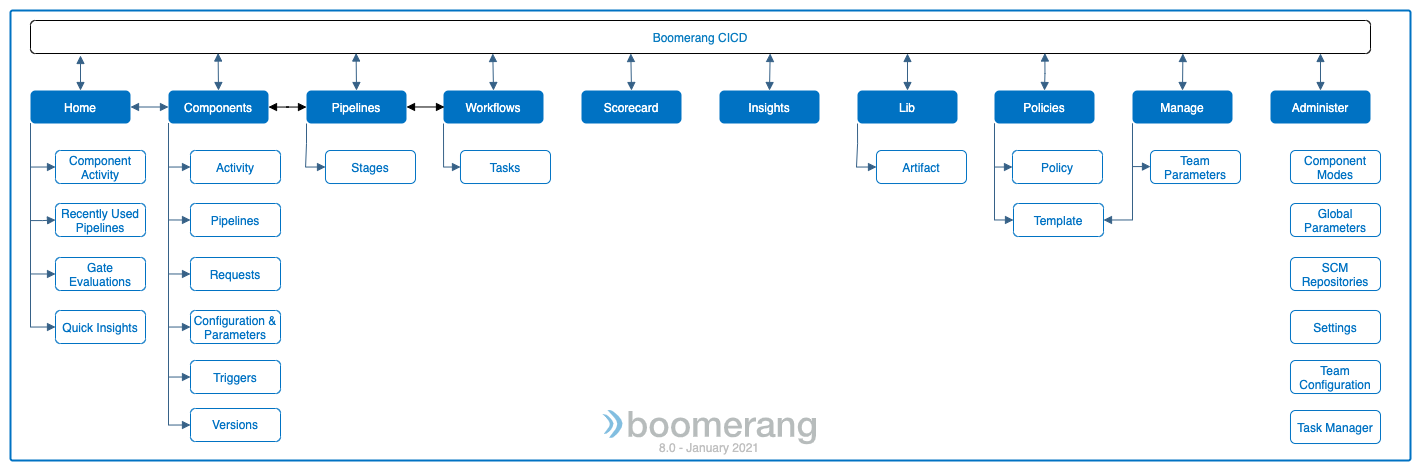 Boomerang CICD
Home
Components
Pipelines
Workflows
Scorecard
Insights
Lib
Policies
Manage
Administer
Component
Activity
Recently Used
Pipelines
Gate
Evaluations
Quick Insights
Activity
Pipelines
Requests
Configuration &
Parameters
Triggers
Versions
Stages
Tasks
Artifact
Policy
Template
Team
Parameters
Component
Modes
Global
Parameters
SCM
Repositories
Settings
Team
Configuration
Task Manager
boomerang
8.0 - January 2021